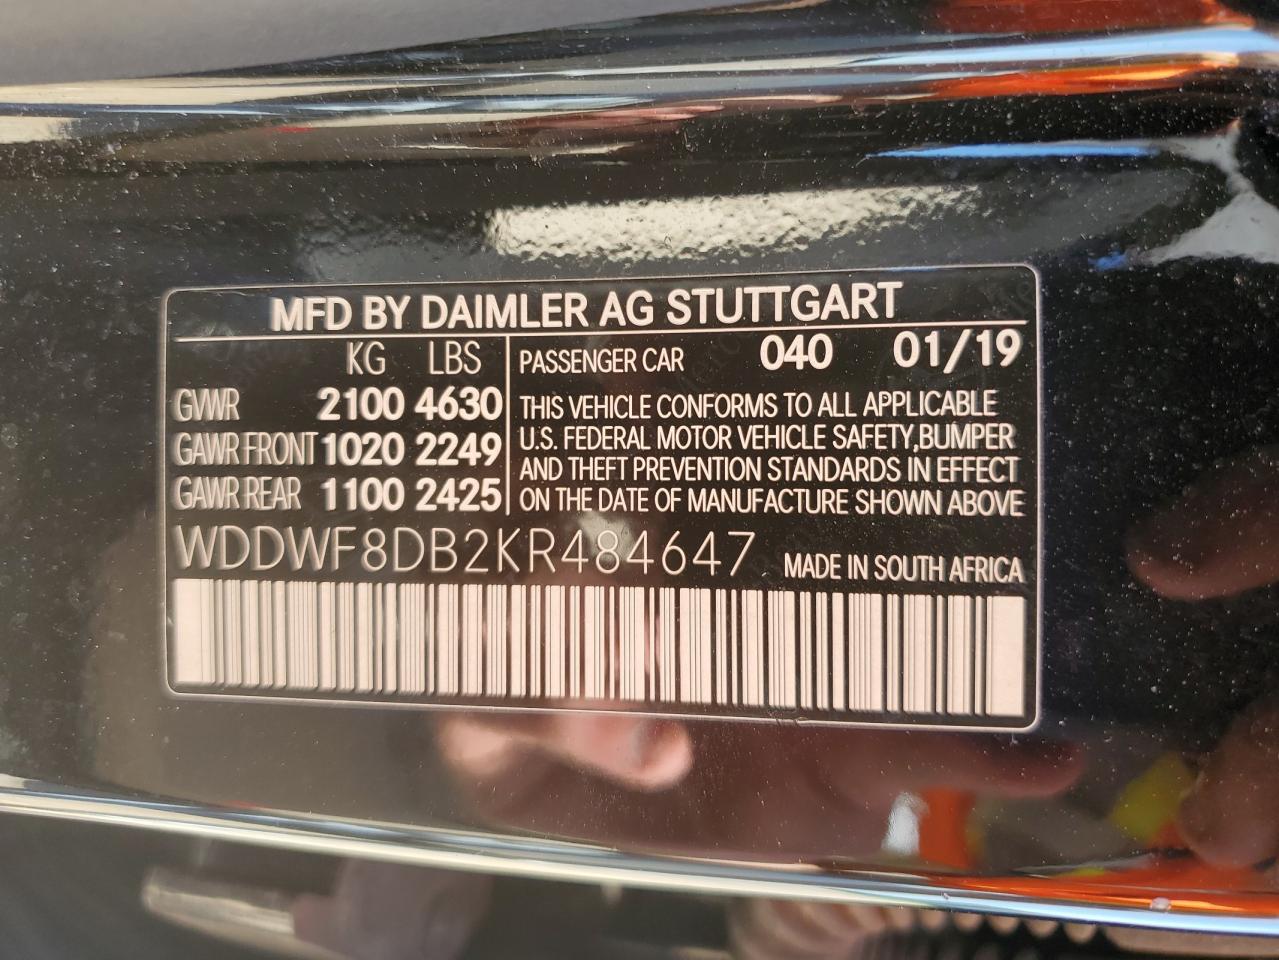 MFD BY DAIMLER AG STUTTGART
KG LBS
GVWR 2100 4630
GAWR FRONT 1020 2249
GAWR REAR 1100 2425
PASSENGER CAR 040 01/19
THIS VEHICLE CONFORMS TO ALL APPLICABLE
U.S. FEDERAL MOTOR VEHICLE SAFETY,BUMPER
AND THEFT PREVENTION STANDARDS IN EFFECT
ON THE DATE OF MANUFACTURE SHOWN ABOVE
WDDWF8DB2KR484647 MADE IN SOUTH AFRICA